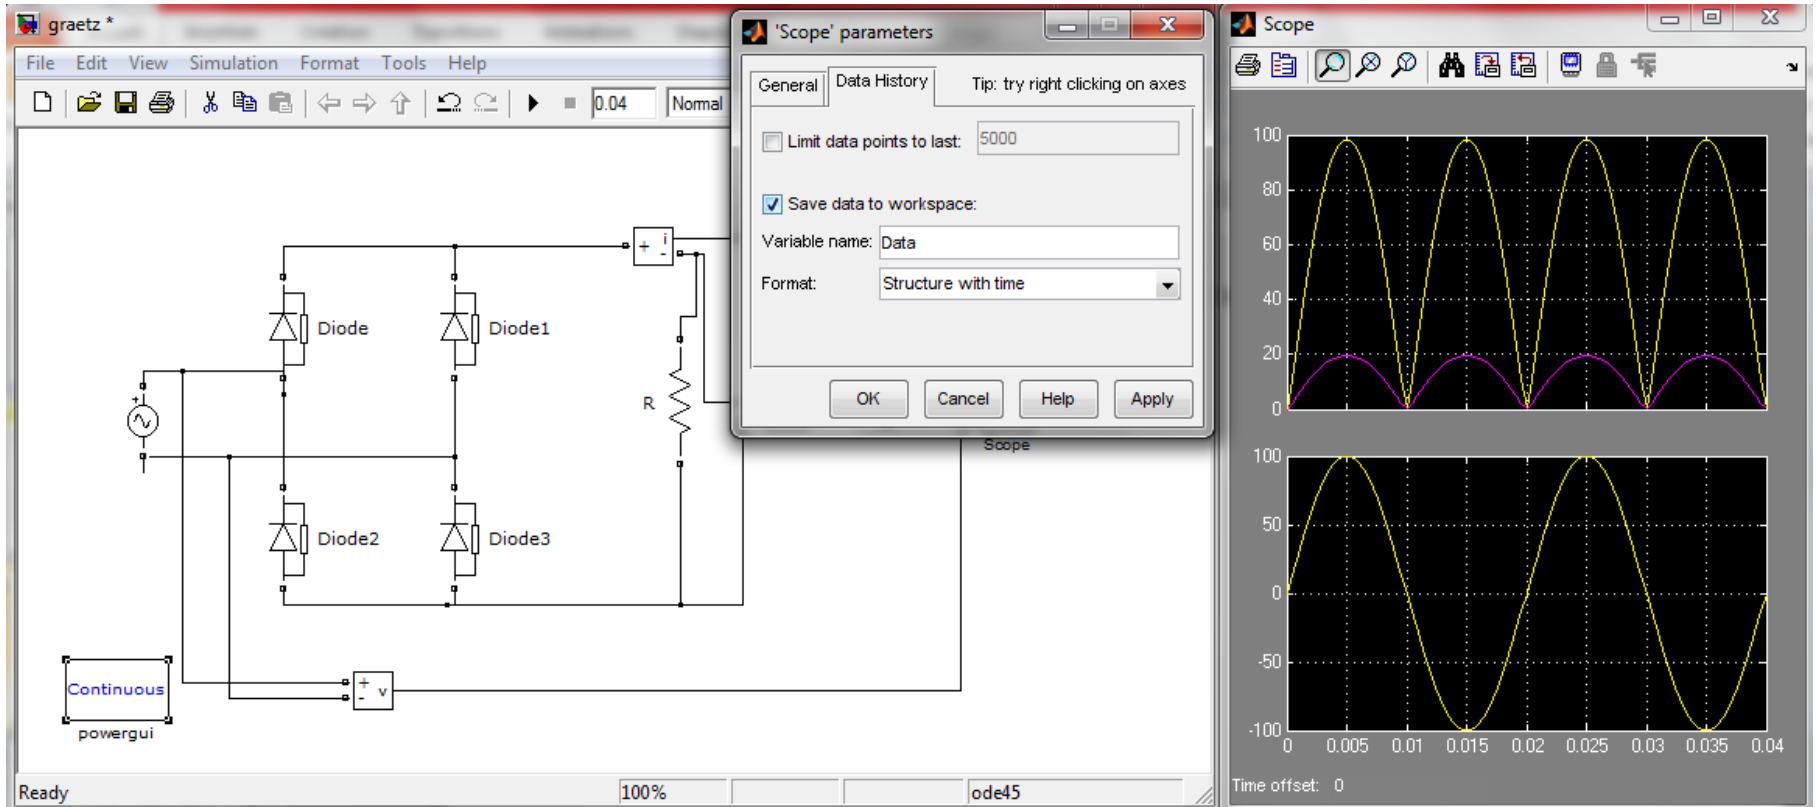 graetz *
File Edit View Simulation Format Tools Help
0.04 Normal
Diode
Diode1
+ i -
R
+
Diode2
Diode3
Scope
Continuous
powergui
+ v -
Ready 100% ode45
'Scope' parameters
General Data History Tip: try right clicking on axes
Limit data points to last: 5000
Save data to workspace:
Variable name: Data
Format: Structure with time
OK Cancel Help Apply
Scope
100
80
60
40
20
0
100
50
0
-50
-100
0 0.005 0.01 0.015 0.02 0.025 0.03 0.035 0.04
Time offset: 0